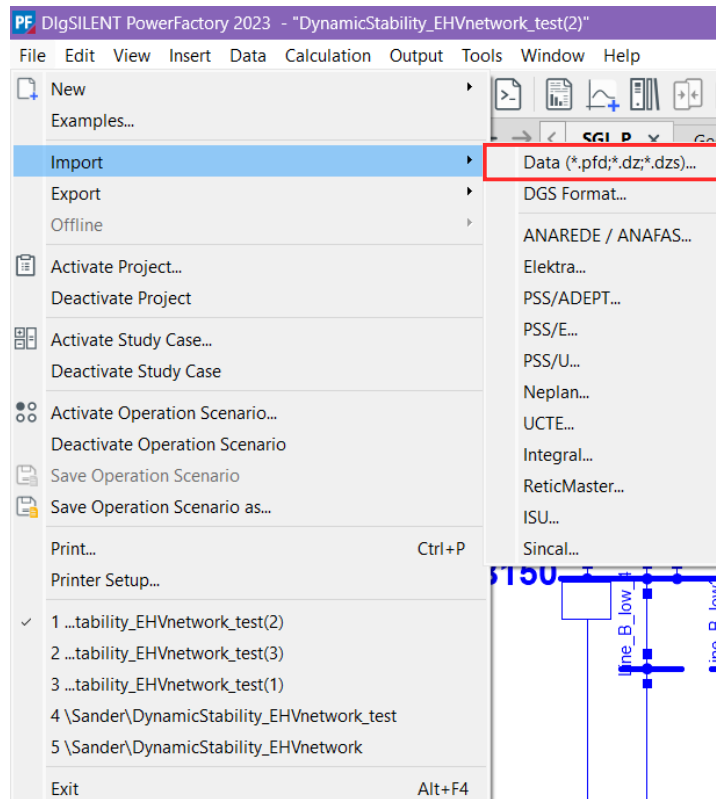 PF DIgSILENT PowerFactory 2023 - "DynamicStability_EHVnetwork_test(2)"
File Edit View Insert Data Calculation Output Tools Window Help
New
Examples...
SGL_P
Import
Data (*.pfd;*.dz;*.dzs)...
Export
DGS Format...
Offline
ANAREDE / ANAFAS...
Activate Project...
Elektra...
Deactivate Project
PSS/ADEPT...
PSS/E...
Activate Study Case...
PSS/U...
Deactivate Study Case
Neplan...
Activate Operation Scenario...
UCTE...
Deactivate Operation Scenario
Integral...
Save Operation Scenario
ReticMaster...
Save Operation Scenario as...
ISU...
Print... Ctrl+P
Sincal...
Printer Setup...
1 ...tability_EHVnetwork_test(2)
2 ...tability_EHVnetwork_test(3)
3 ...tability_EHVnetwork_test(1)
4 \Sander\DynamicStability_EHVnetwork_test
5 \Sander\DynamicStability_EHVnetwork
Exit Alt+F4